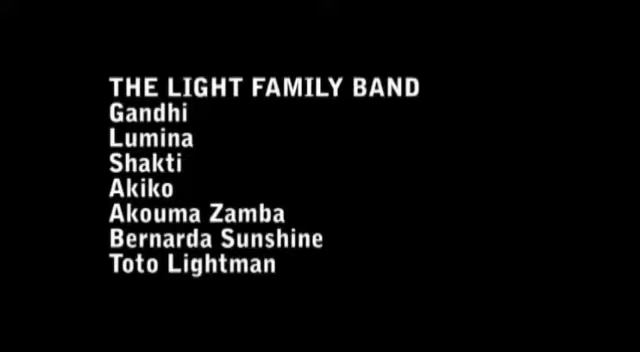 THE LIGHT FAMILY BAND
Gandhi
Lumina
Shakti
Akiko
Akouma Zamba
Bernarda Sunshine
Toto Lightman